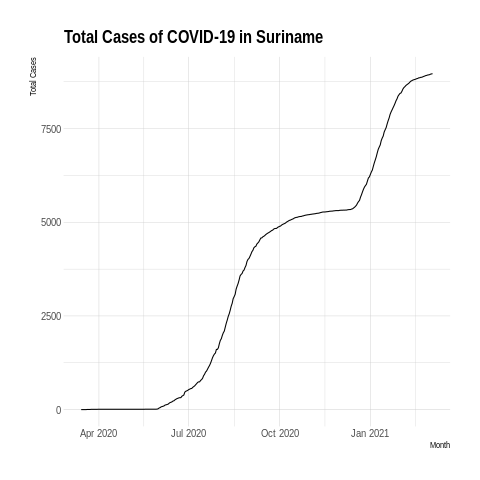 Total Cases of COVID-19 in Suriname
Total Cases
7500
5000
2500
0
Apr 2020
Jul 2020
Oct 2020
Jan 2021
Month